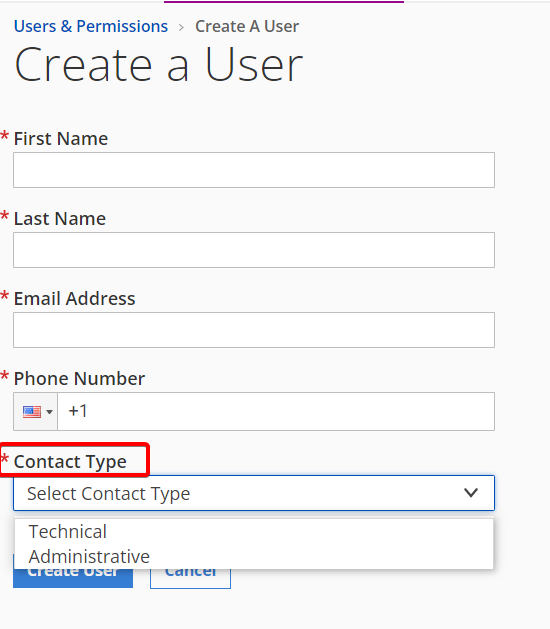 Users & Permissions › Create A User
Create a User
* First Name
* Last Name
* Email Address
* Phone Number
+1
* Contact Type
Select Contact Type
Technical
Administrative
Create User Cancel